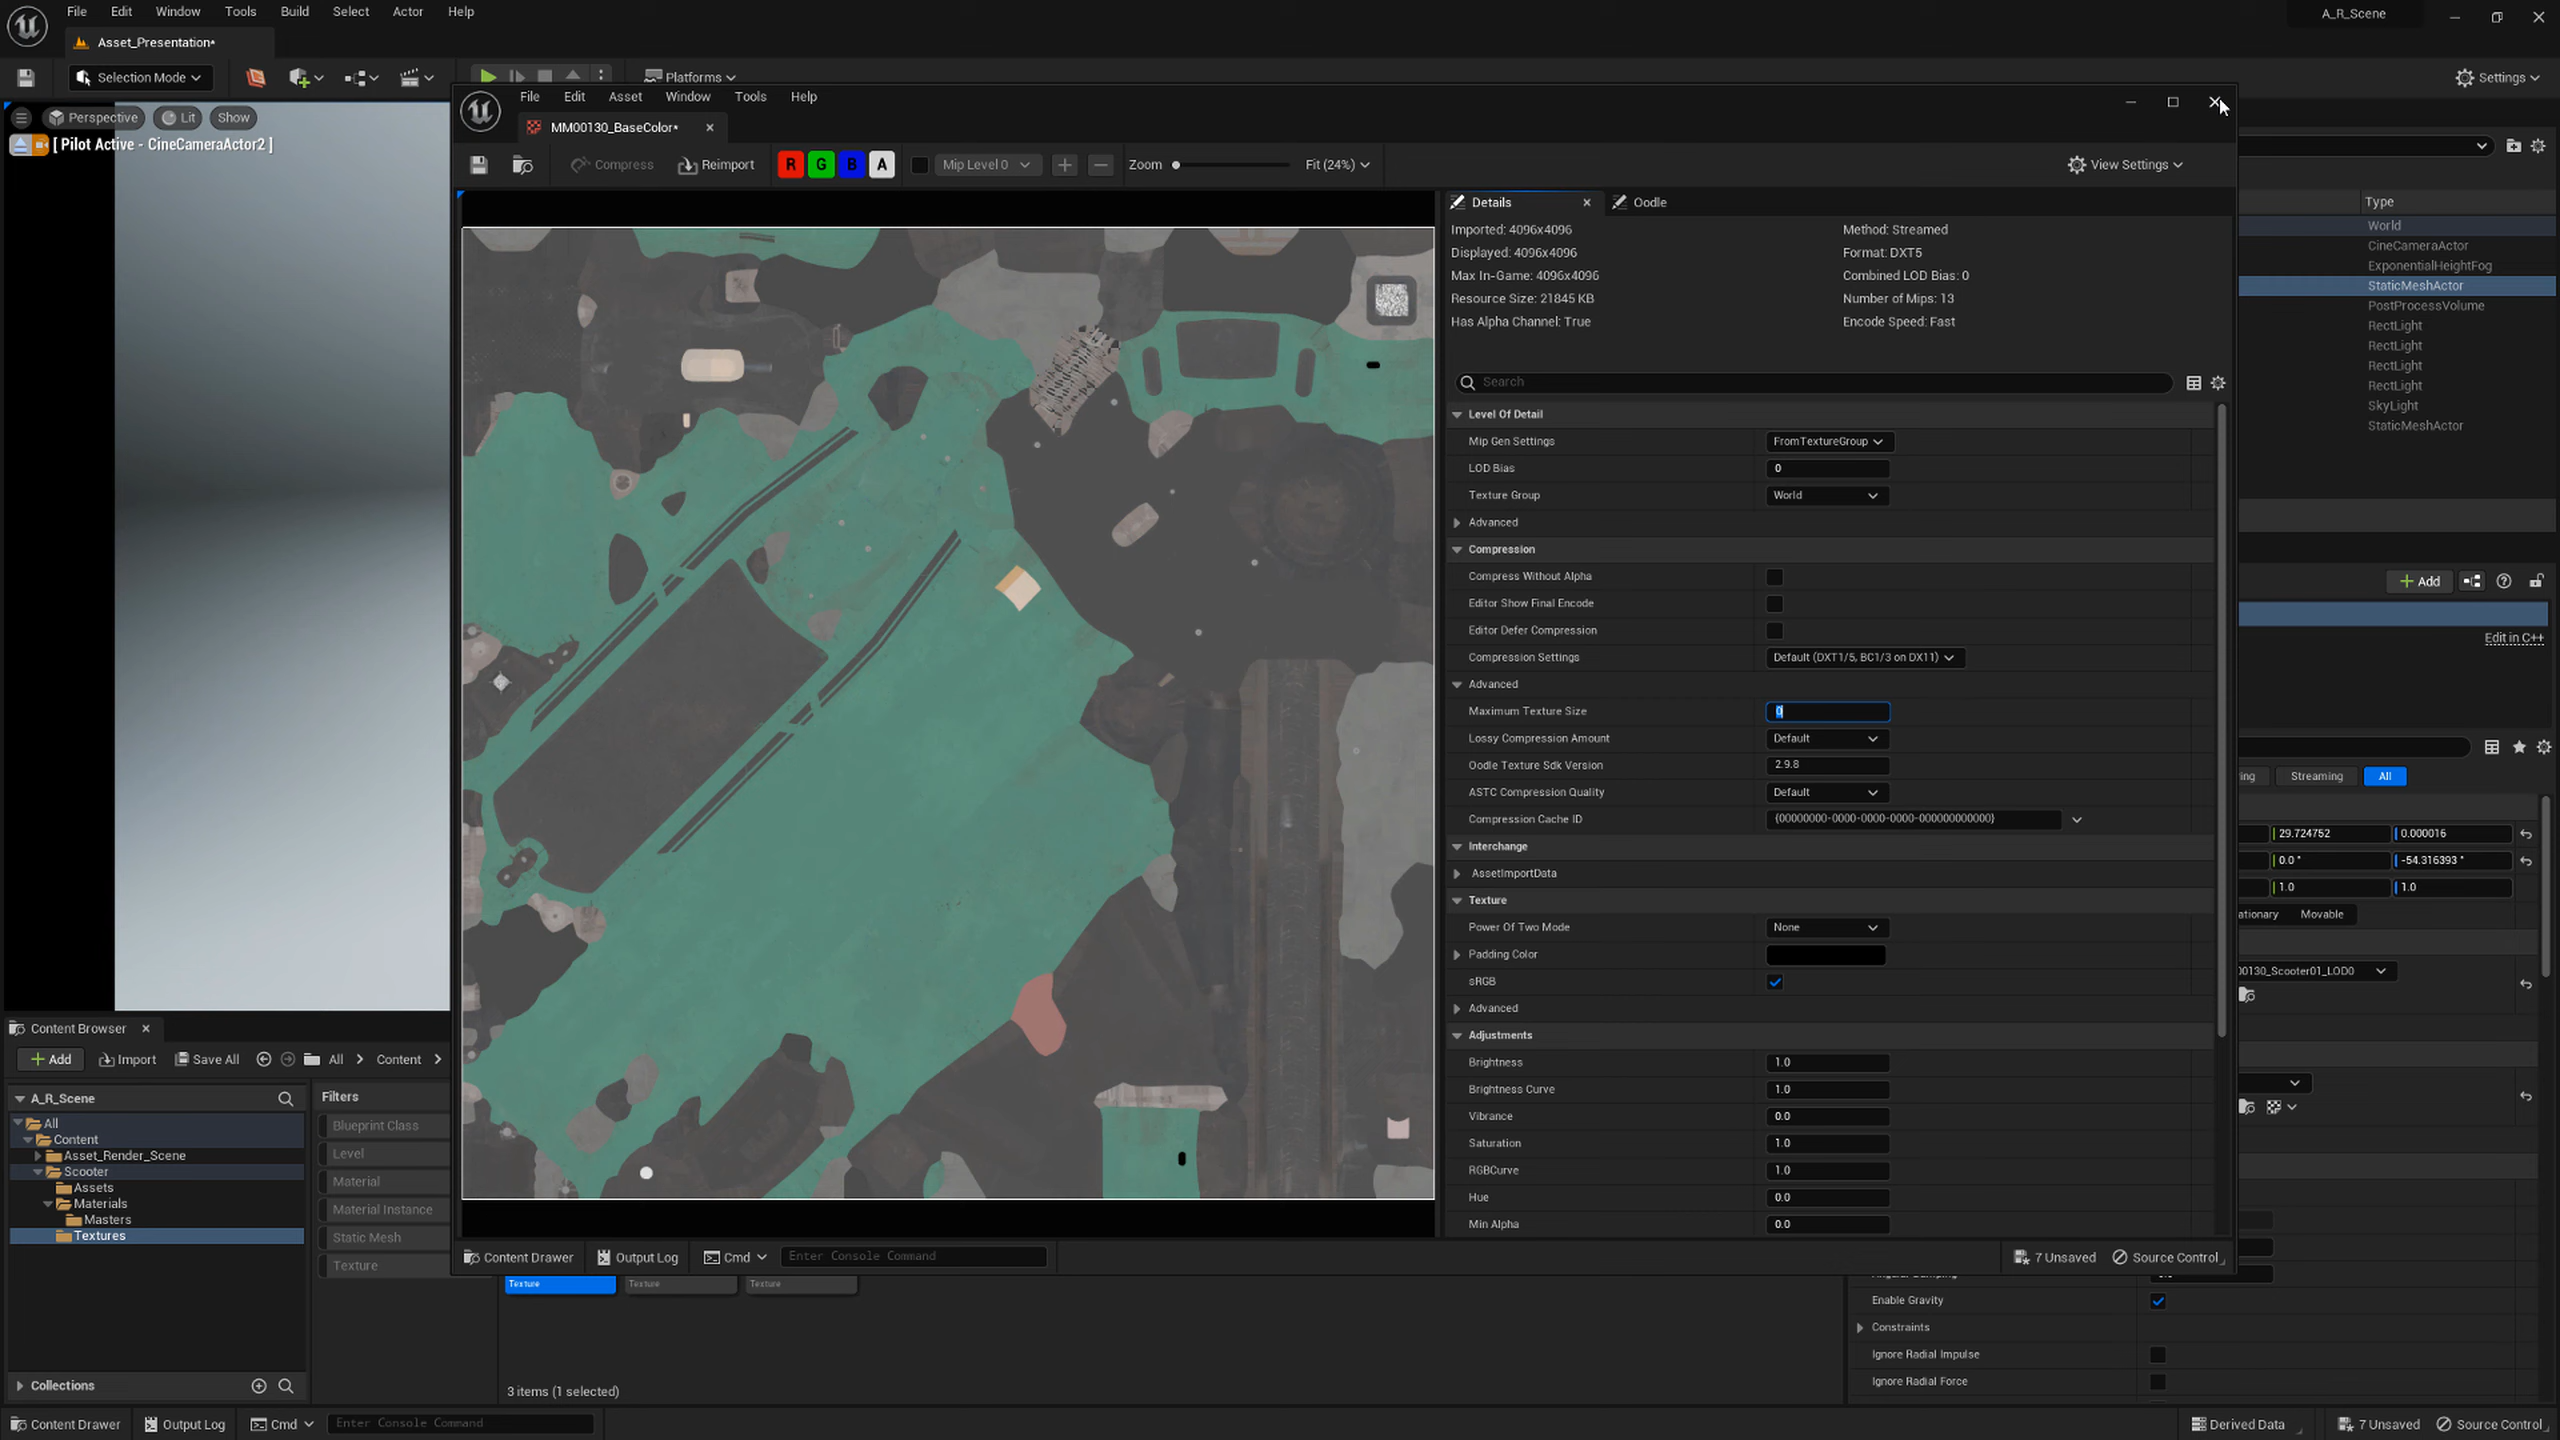 File Edit Window Tools Build Select Actor Help
A_R_Scene
Asset_Presentation*
Selection Mode
Platforms
Settings
Perspective Lit Show
[ Pilot Active - CineCameraActor2 ]
File Edit Asset Window Tools Help
MM00130_BaseColor*
Compress Reimport R G B A Mip Level 0 Zoom Fit (24%) View Settings
Details Oodle
Imported: 4096x4096 Method: Streamed
Displayed: 4096x4096 Format: DXT5
Max In-Game: 4096x4096 Combined LOD Bias: 0
Resource Size: 21845 KB Number of Mips: 13
Has Alpha Channel: True Encode Speed: Fast
Search
Level Of Detail
Mip Gen Settings FromTextureGroup
LOD Bias 0
Texture Group World
Advanced
Compression
Compress Without Alpha
Editor Show Final Encode
Editor Defer Compression
Compression Settings Default (DXT1/5, BC1/3 on DX11)
Advanced
Maximum Texture Size 0
Lossy Compression Amount Default
Oodle Texture Sdk Version 2.9.8
ASTC Compression Quality Default
Compression Cache ID {00000000-0000-0000-0000-000000000000}
Interchange
AssetImportData
Texture
Power Of Two Mode None
Padding Color
sRGB
Advanced
Adjustments
Brightness 1.0
Brightness Curve 1.0
Vibrance 0.0
Saturation 1.0
RGBCurve 1.0
Hue 0.0
Min Alpha 0.0
Content Drawer Output Log Cmd Enter Console Command
7 Unsaved Source Control
Type
World
CineCameraActor
ExponentialHeightFog
StaticMeshActor
PostProcessVolume
RectLight
RectLight
RectLight
RectLight
SkyLight
StaticMeshActor
Add
Edit in C++
Streaming All
29.724752 0.000016
0.0 ° -54.316393 °
1.0 1.0
ationary Movable
00130_Scooter01_LOD0
Enable Gravity
Constraints
Ignore Radial Impulse
Ignore Radial Force
Content Browser
Add Import Save All All Content
A_R_Scene
All
Content
Asset_Render_Scene
Scooter
Assets
Materials
Masters
Textures
Collections
Filters
Blueprint Class
Level
Material
Material Instance
Static Mesh
Texture
Texture Texture Texture
3 items (1 selected)
Content Drawer Output Log Cmd Enter Console Command
Derived Data 7 Unsaved Source Control